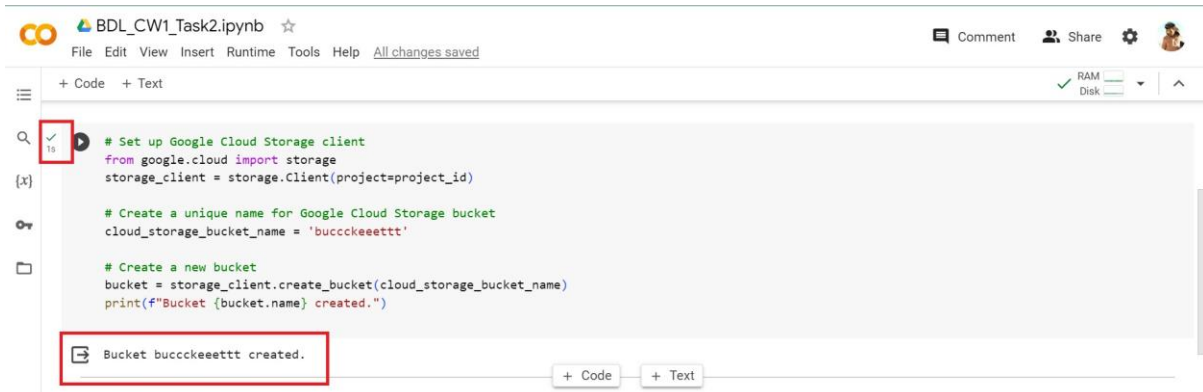 BDL_CW1_Task2.ipynb
File Edit View Insert Runtime Tools Help All changes saved
Comment
Share
+ Code + Text
RAM
Disk
1s
{x}
# Set up Google Cloud Storage client
from google.cloud import storage
storage_client = storage.Client(project=project_id)
# Create a unique name for Google Cloud Storage bucket
cloud_storage_bucket_name = 'buccckeeettt'
# Create a new bucket
bucket = storage_client.create_bucket(cloud_storage_bucket_name)
print(f"Bucket {bucket.name} created.")
Bucket buccckeeettt created.
+ Code + Text